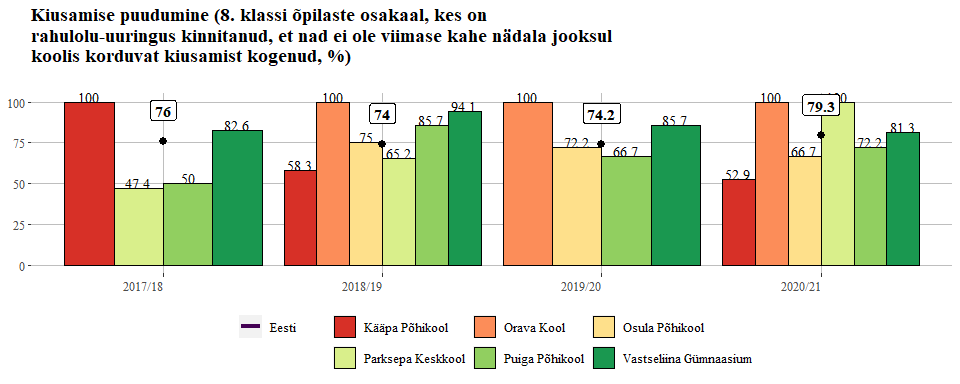 Kiusamise puudumine (8. klassi õpilaste osakaal, kes on
rahulolu-uuringus kinnitanud, et nad ei ole viimase kahe nädala jooksul
koolis korduvat kiusamist kogenud, %)
100 76 47.4 50 82.6
58.3 100 75 74 65.2 85.7 94.1
100 72.2 74.2 66.7 85.7
52.9 100 66.7 79.3 100 72.2 81.3
100
75
50
25
0
2017/18 2018/19 2019/20 2020/21
Eesti Kääpa Põhikool Orava Kool Osula Põhikool
Parksepa Keskkool Puiga Põhikool Vastseliina Gümnaasium